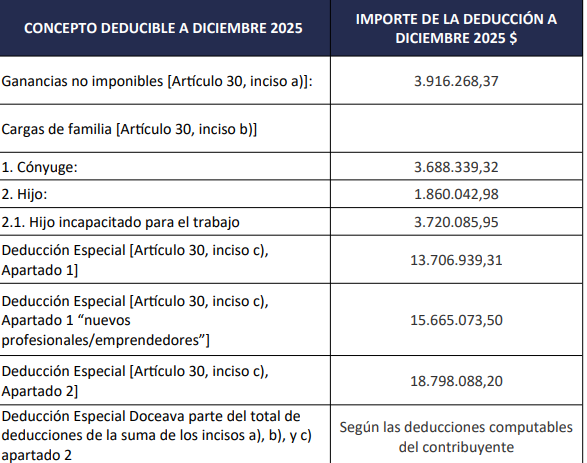 CONCEPTO DEDUCIBLE A DICIEMBRE 2025
IMPORTE DE LA DEDUCCIÓN A
DICIEMBRE 2025 $
Ganancias no imponibles [Artículo 30, inciso a)]:
3.916.268,37
Cargas de familia [Artículo 30, inciso b)]
1. Cónyuge:
3.688.339,32
2. Hijo:
1.860.042,98
2.1. Hijo incapacitado para el trabajo
3.720.085,95
Deducción Especial [Artículo 30, inciso c),
Apartado 1]
13.706.939,31
Deducción Especial [Artículo 30, inciso c),
Apartado 1 “nuevos
profesionales/emprendedores”]
15.665.073,50
Deducción Especial [Artículo 30, inciso c),
Apartado 2]
18.798.088,20
Deducción Especial Doceava parte del total de
deducciones de la suma de los incisos a), b), y c)
apartado 2
Según las deducciones computables
del contribuyente